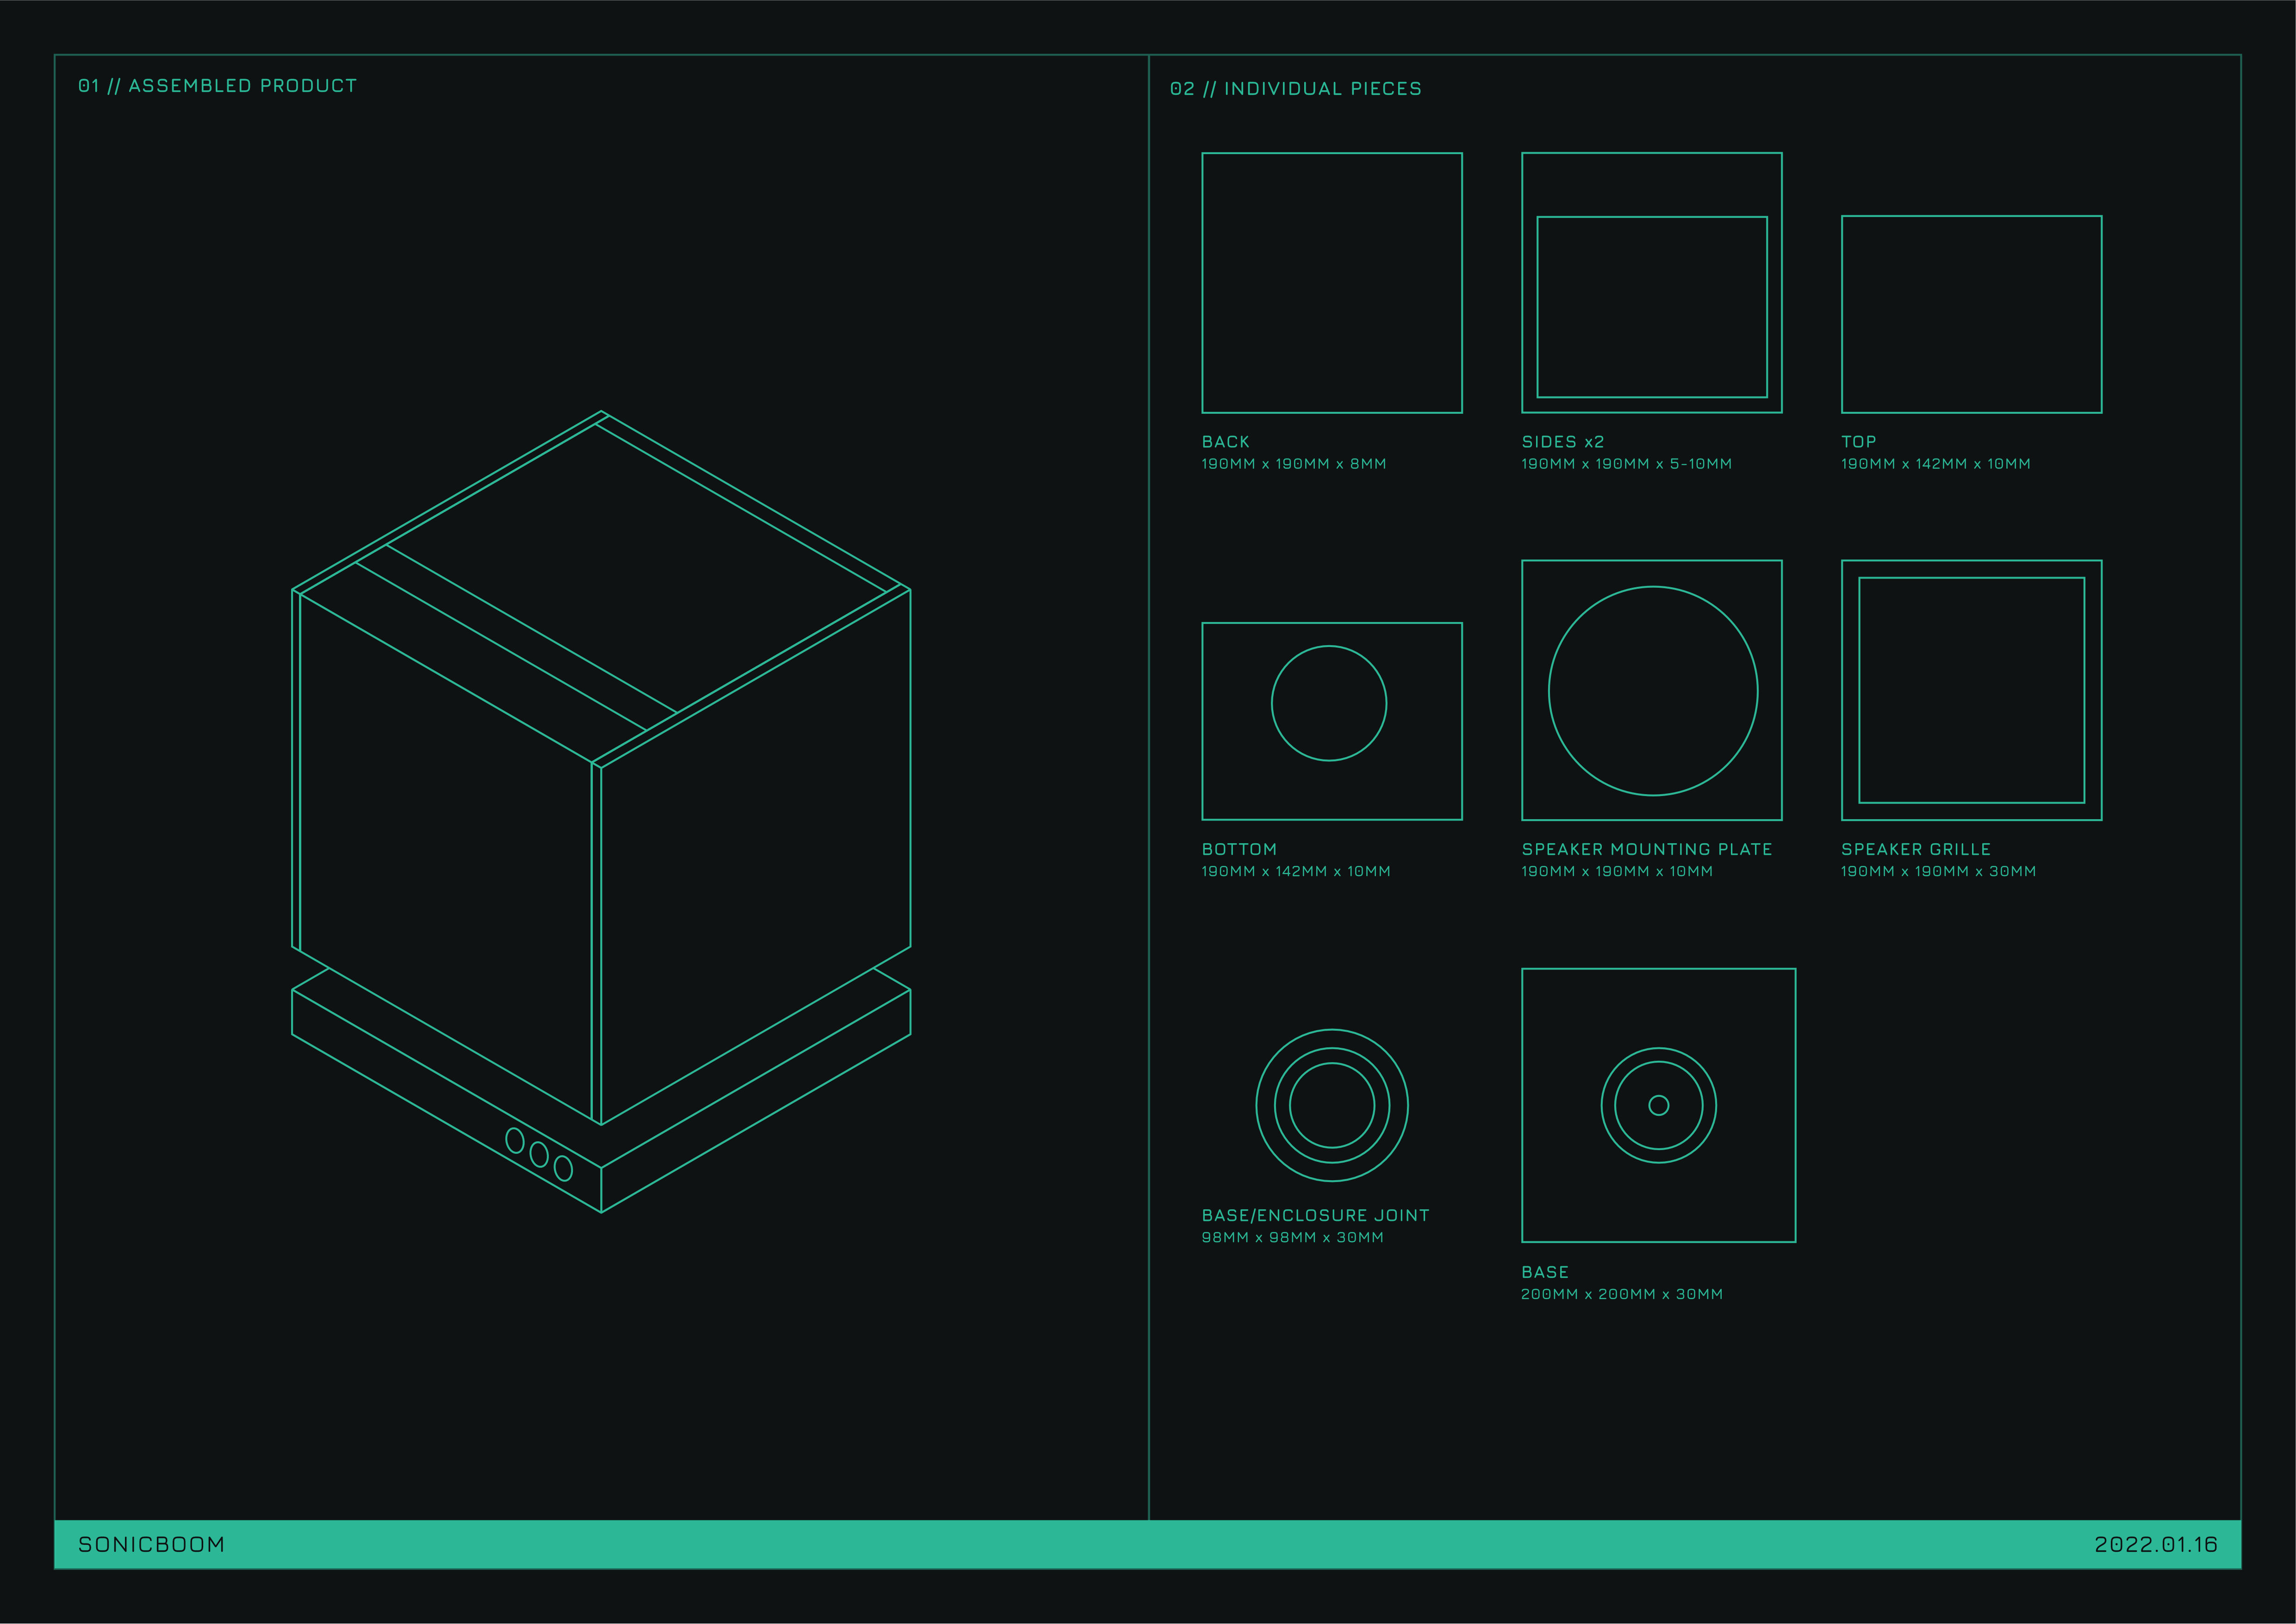 01 // ASSEMBLED PRODUCT
02 // INDIVIDUAL PIECES
BACK
190MM x 190MM x 8MM
SIDES x2
190MM x 190MM x 5-10MM
TOP
190MM x 142MM x 10MM
BOTTOM
190MM x 142MM x 10MM
SPEAKER MOUNTING PLATE
190MM x 190MM x 10MM
SPEAKER GRILLE
190MM x 190MM x 30MM
BASE/ENCLOSURE JOINT
98MM x 98MM x 30MM
BASE
200MM x 200MM x 30MM
SONICBOOM
2022.01.16